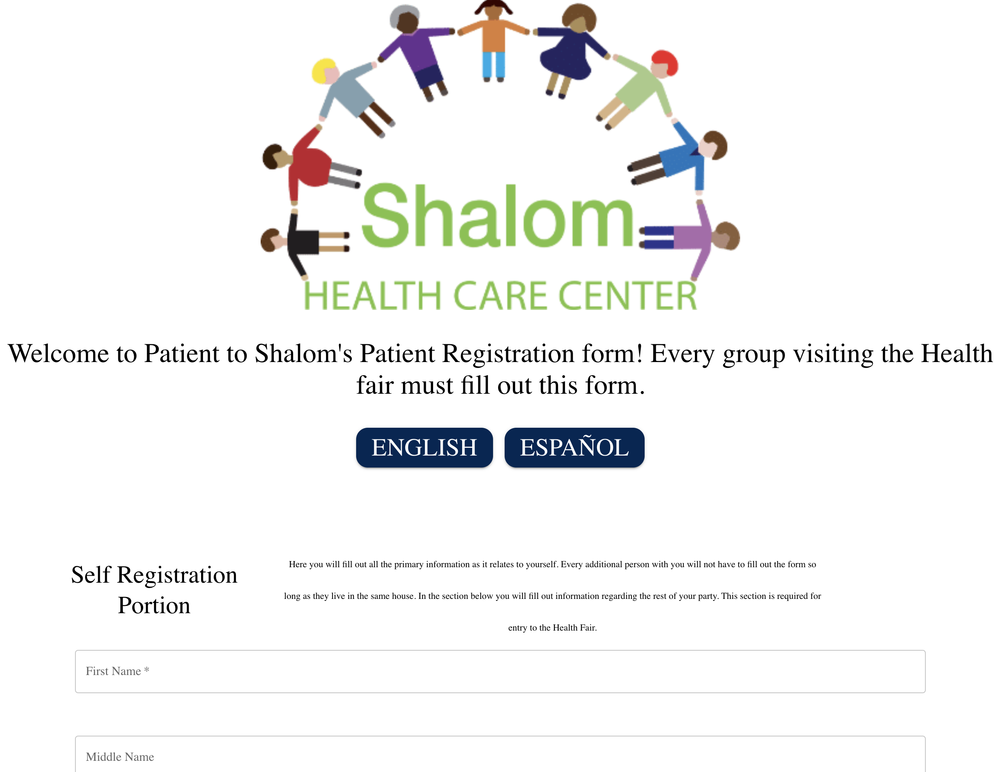 Shalom
HEALTH CARE CENTER
Welcome to Patient to Shalom's Patient Registration form! Every group visiting the Health
fair must fill out this form.
ENGLISH
ESPAÑOL
Self Registration
Portion
Here you will fill out all the primary information as it relates to yourself. Every additional person with you will not have to fill out the form so
long as they live in the same house. In the section below you will fill out information regarding the rest of your party. This section is required for
entry to the Health Fair.
First Name *
Middle Name